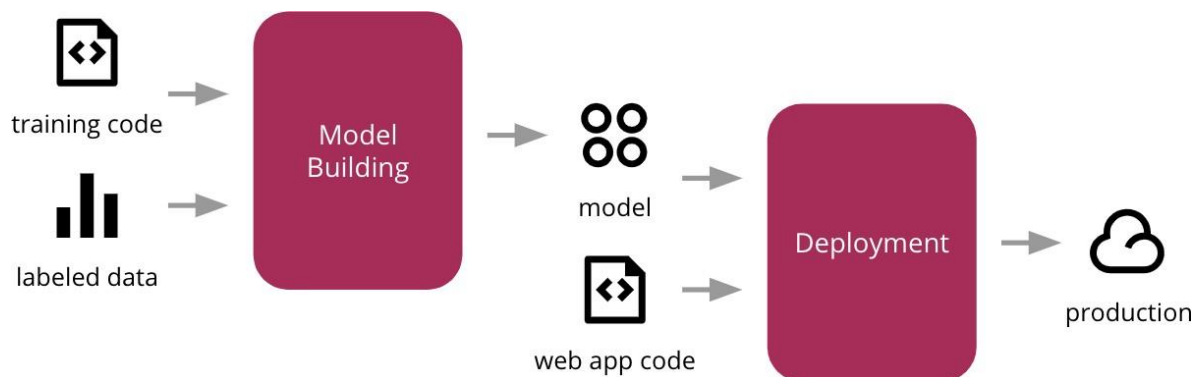 training code
labeled data
Model
Building
model
web app code
Deployment
production